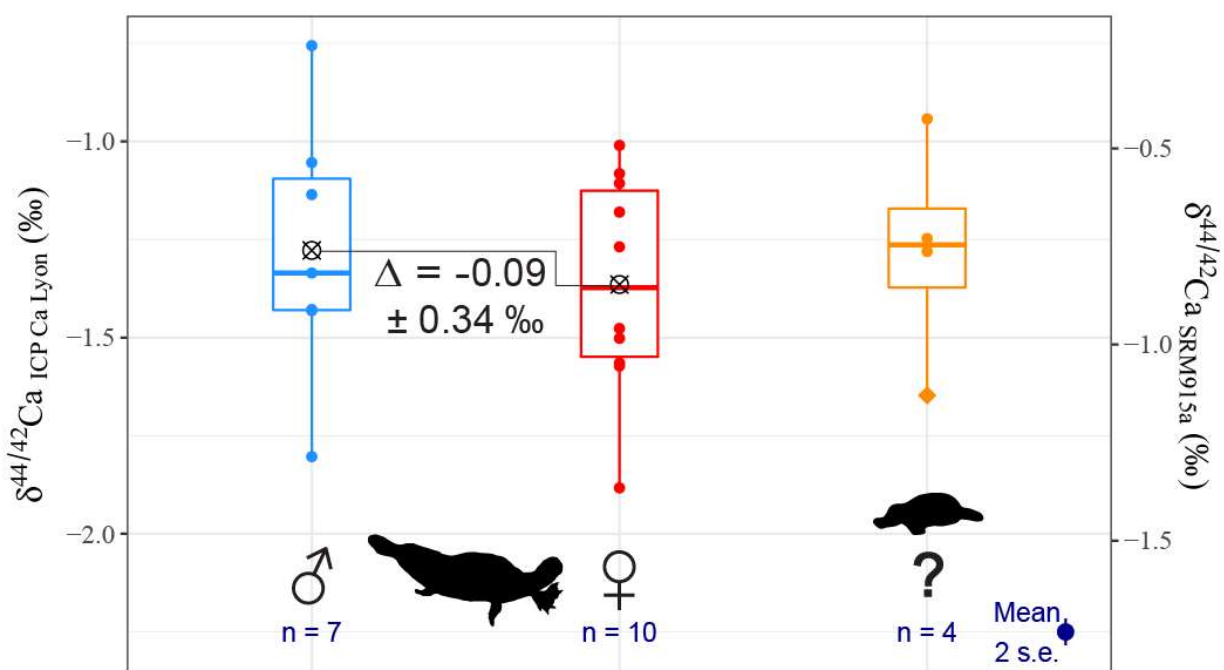 δ44/42Ca ICP Ca Lyon (‰)
−1.0
−1.5
−2.0
Δ = -0.09
± 0.34 ‰
♂
♀
?
n = 7
n = 10
n = 4
Mean
2 s.e.
−0.5
−1.0
−1.5
δ44/42Ca SRM915a (‰)